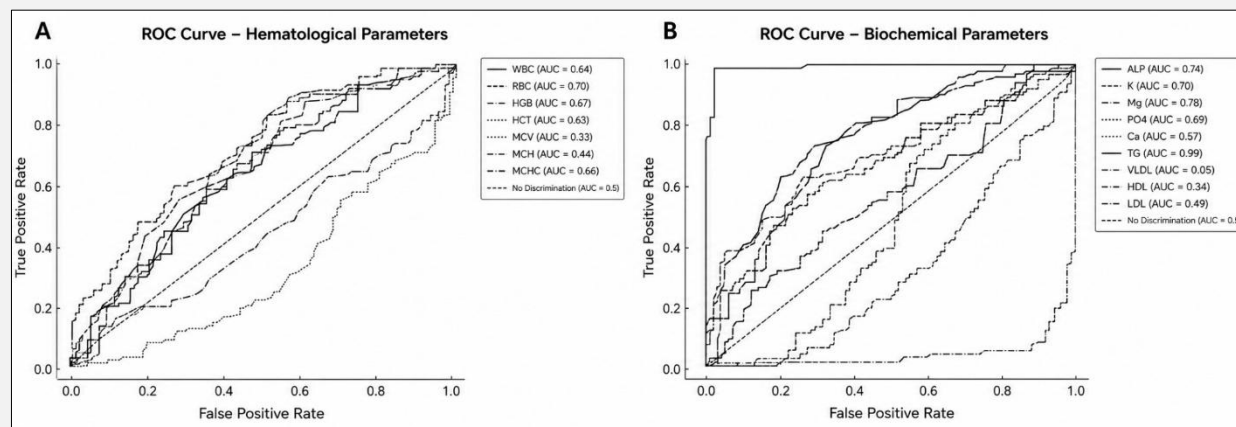 A
ROC Curve – Hematological Parameters
1.0
0.8
0.6
0.4
0.2
0.0
True Positive Rate
0.0 0.2 0.4 0.6 0.8 1.0
False Positive Rate
WBC (AUC = 0.64)
RBC (AUC = 0.70)
HGB (AUC = 0.67)
HCT (AUC = 0.63)
MCV (AUC = 0.33)
MCH (AUC = 0.44)
MCHC (AUC = 0.66)
No Discrimination (AUC = 0.5)
B
ROC Curve – Biochemical Parameters
1.0
0.8
0.6
0.4
0.2
0.0
True Positive Rate
0.0 0.2 0.4 0.6 0.8 1.0
False Positive Rate
ALP (AUC = 0.74)
K (AUC = 0.70)
Mg (AUC = 0.78)
PO4 (AUC = 0.69)
Ca (AUC = 0.57)
TG (AUC = 0.99)
VLDL (AUC = 0.05)
HDL (AUC = 0.34)
LDL (AUC = 0.49)
No Discrimination (AUC = 0.5